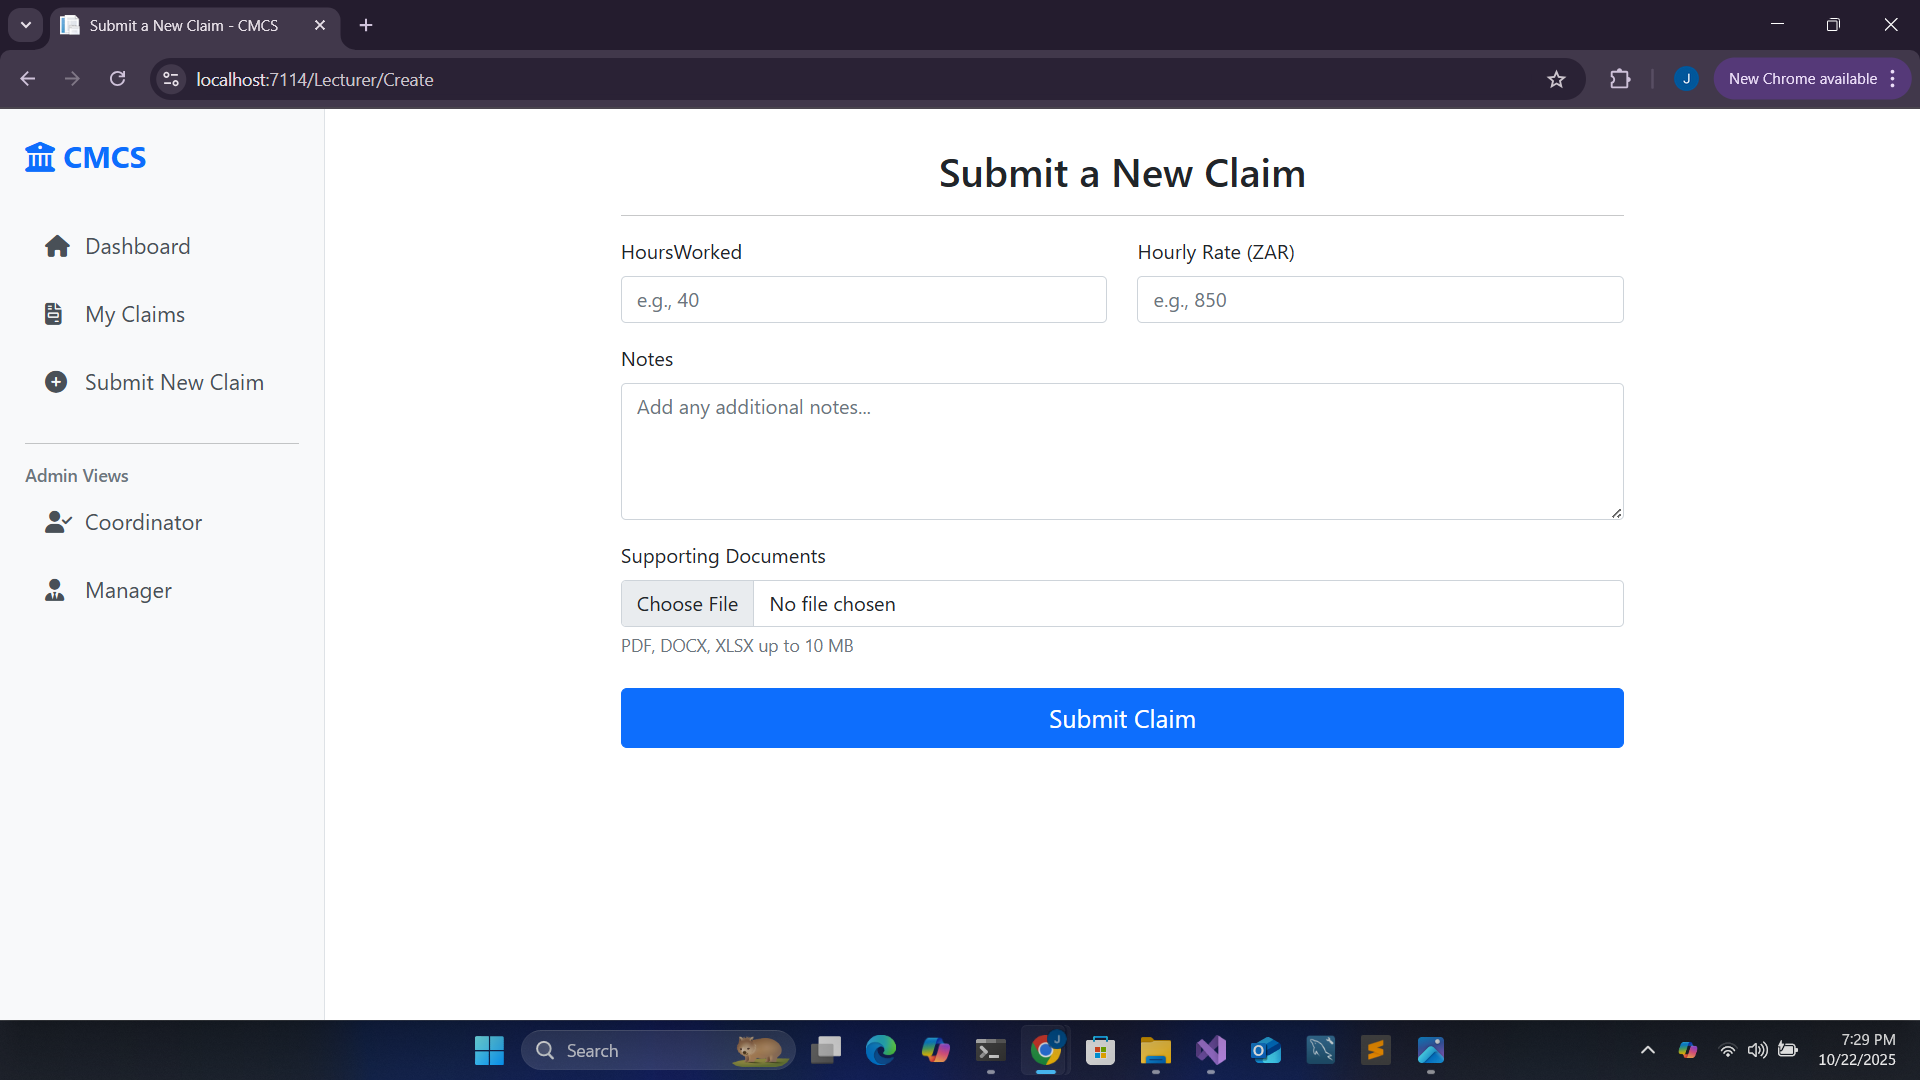 Submit a New Claim - CMCS
localhost:7114/Lecturer/Create
J
New Chrome available
CMCS
Dashboard
My Claims
Submit New Claim
Admin Views
Coordinator
Manager
Submit a New Claim
HoursWorked
Hourly Rate (ZAR)
e.g., 40
e.g., 850
Notes
Add any additional notes...
Supporting Documents
Choose File
No file chosen
PDF, DOCX, XLSX up to 10 MB
Submit Claim
Search
J
7:29 PM
10/22/2025